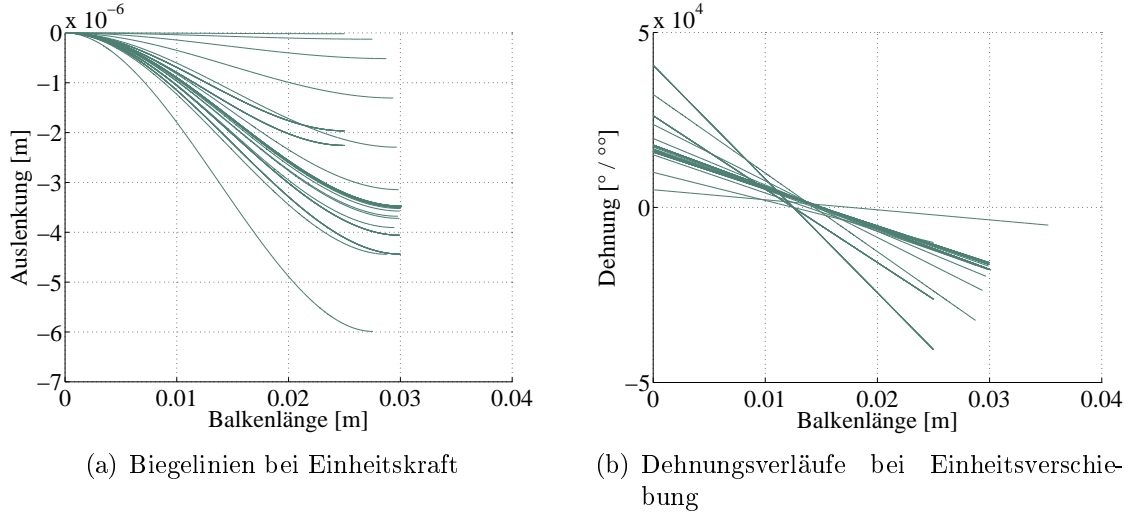 x 10⁻⁶
0
−1
−2
−3
−4
−5
−6
−7
0
0.01
0.02
0.03
0.04
Auslenkung [m]
Balkenlänge [m]
(a) Biegelinien bei Einheitskraft
x 10⁴
5
0
−5
0
0.01
0.02
0.03
0.04
Dehnung [° / °°]
Balkenlänge [m]
(b) Dehnungsverläufe bei Einheitsverschie-
bung